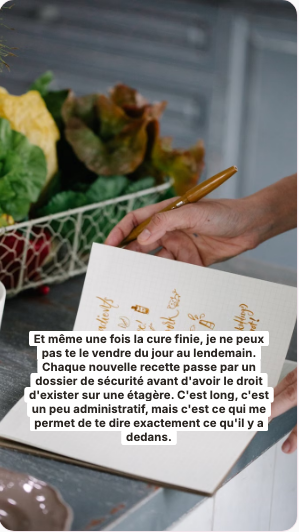 Et même une fois la cure finie, je ne peux
pas te le vendre du jour au lendemain.
Chaque nouvelle recette passe par un
dossier de sécurité avant d'avoir le droit
d'exister sur une étagère. C'est long, c'est
un peu administratif, mais c'est ce qui me
permet de te dire exactement ce qu'il y a
dedans.